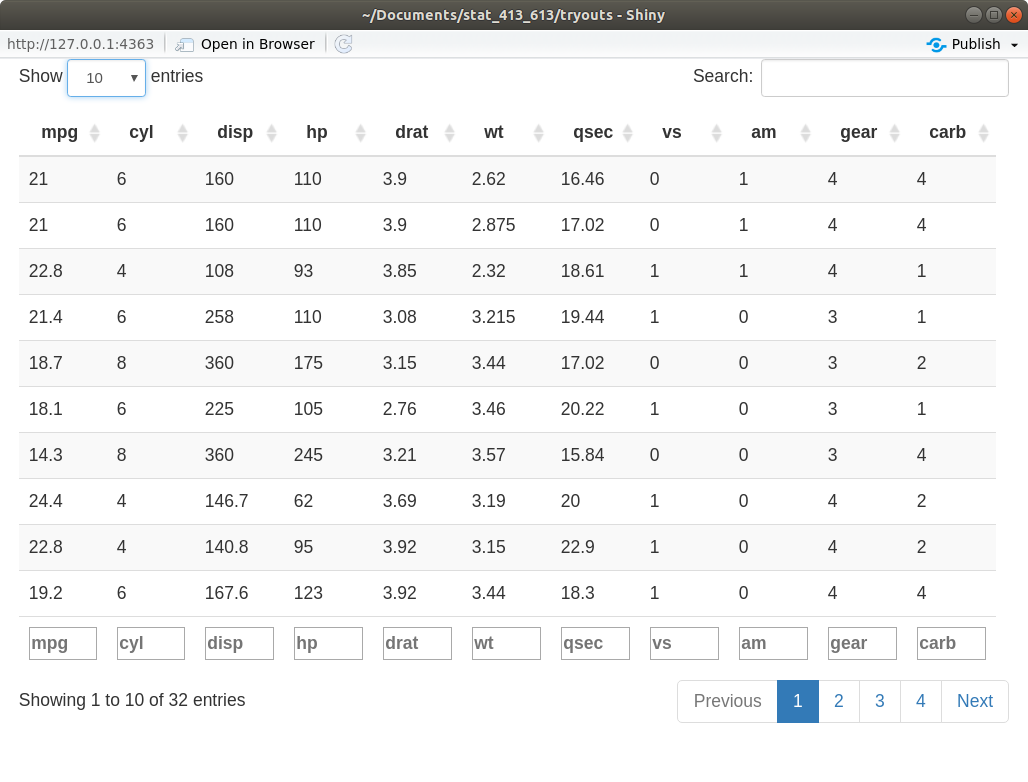 ~/Documents/stat_413_613/tryouts - Shiny
http://127.0.0.1:4363 Open in Browser Publish
Show 10 entries Search:
mpg cyl disp hp drat wt qsec vs am gear carb
21 6 160 110 3.9 2.62 16.46 0 1 4 4
21 6 160 110 3.9 2.875 17.02 0 1 4 4
22.8 4 108 93 3.85 2.32 18.61 1 1 4 1
21.4 6 258 110 3.08 3.215 19.44 1 0 3 1
18.7 8 360 175 3.15 3.44 17.02 0 0 3 2
18.1 6 225 105 2.76 3.46 20.22 1 0 3 1
14.3 8 360 245 3.21 3.57 15.84 0 0 3 4
24.4 4 146.7 62 3.69 3.19 20 1 0 4 2
22.8 4 140.8 95 3.92 3.15 22.9 1 0 4 2
19.2 6 167.6 123 3.92 3.44 18.3 1 0 4 4
mpg cyl disp hp drat wt qsec vs am gear carb
Showing 1 to 10 of 32 entries Previous 1 2 3 4 Next